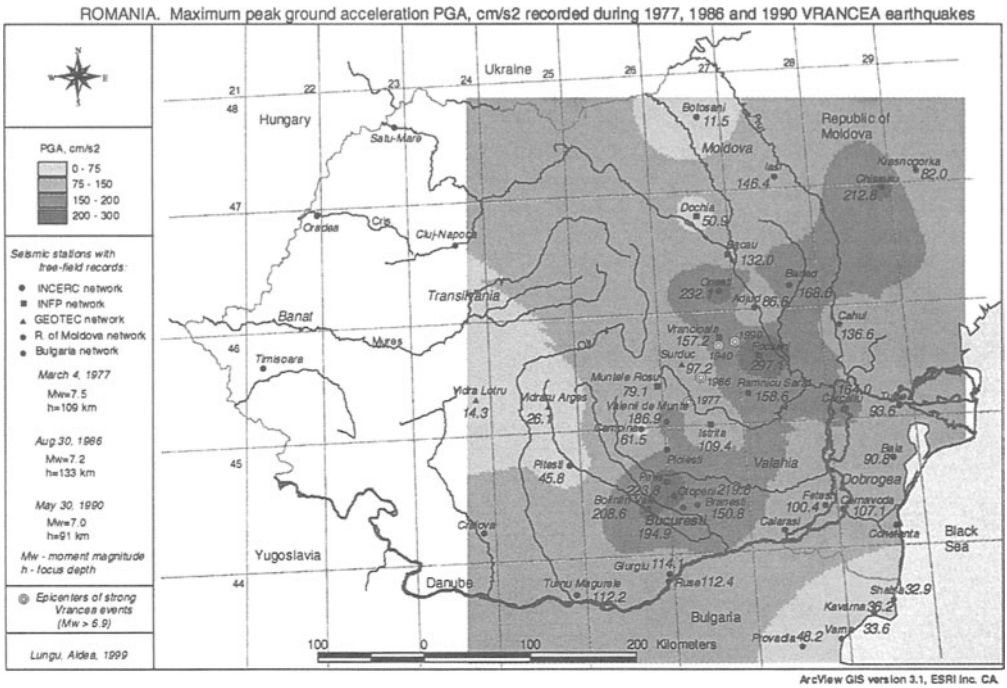 ROMANIA. Maximum peak ground acceleration PGA, cm/s2 recorded during 1977, 1986 and 1990 VRANCEA earthquakes
N
W E
S
PGA, cm/s2
0 - 75
75 - 150
150 - 200
200 - 300
Seismic stations with
free-field records:
INCERC network
INFP network
GEOTEC network
R. of Moldova network
Bulgaria network
March 4, 1977
Mw=7.5
h=109 km
Aug 30, 1986
Mw=7.2
h=133 km
May 30, 1990
Mw=7.0
h=91 km
Mw - moment magnitude
h - focus depth
Epicenters of strong
Vrancea events
(Mw > 6.9)
Lungu, Aldea, 1999
21 22 23 24 25 26 27 28 29
48
47
46
45
44
Ukraine
Hungary
Republic of
Moldova
Satu-Mare
Botosani
11.5
Moldova
Prut
Iasi
146.4
Krasnogorka
82.0
Chisinau
212.8
Oradea
Cris
Cluj-Napoca
Dochia
50.9
Bacau
132.0
Transilvania
Onesti
232.1
Barlad
168.6
Adjud
86.6
Cahul
136.6
Banat
Mures
Olt
Timisoara
Vrancioaia
157.2
1990
1940
Focsani
297.1
Surduc
97.2
1986
1977
Muntele Rosu
79.1
Ramnicu Sarat
158.6
Vidra Lotru
14.3
Vidraru Arges
26.1
Valenii de Munte
186.9
Campina
61.5
Istrita
109.4
Ploiesti
Carcaliu
164.0
93.6
Pitesti
45.8
Valahia
Baia
90.8
Dobrogea
223.8
Otopeni 219.8
Branesti
150.8
208.6
Bucuresti
194.9
Fetesti
100.4
Cernavoda
107.1
Calarasi
Constanta
Craiova
Black
Sea
Yugoslavia
Danube
Giurgiu 114.1
Ruse 112.4
Turnu Magurele
112.2
Bulgaria
Shabla 32.9
Kavarna 36.2
Varna 33.6
Provadia 48.2
100 0 100 200 Kilometers
ArcView GIS version 3.1, ESRI Inc. CA